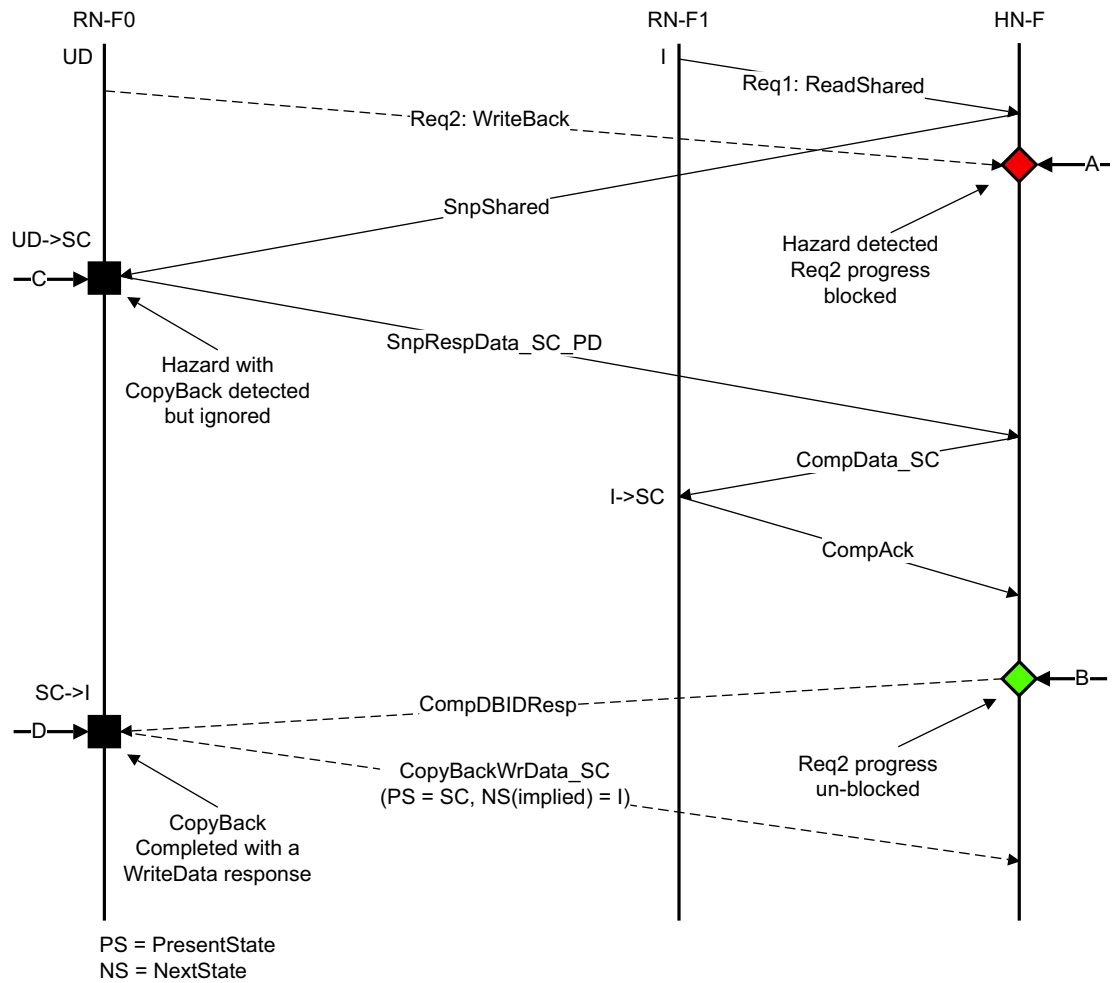 RN-F0
RN-F1
HN-F
UD
I
Req1: ReadShared
Req2: WriteBack
A
SnpShared
UD->SC
C
Hazard detected
Req2 progress
blocked
SnpRespData_SC_PD
Hazard with
CopyBack detected
but ignored
CompData_SC
I->SC
CompAck
SC->I
B
CompDBIDResp
D
CopyBackWrData_SC
(PS = SC, NS(implied) = I)
Req2 progress
un-blocked
CopyBack
Completed with a
WriteData response
PS = PresentState
NS = NextState